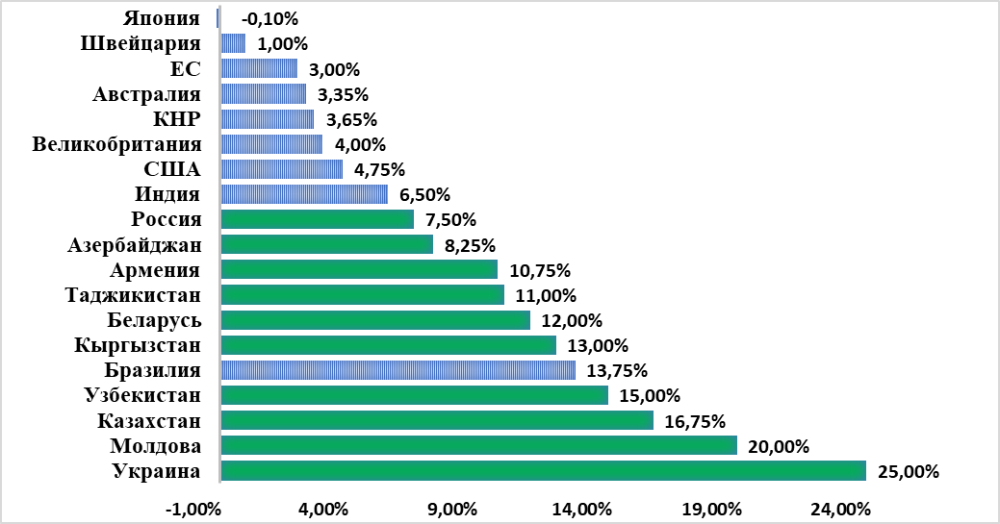 Япония -0,10%
Швейцария 1,00%
ЕС 3,00%
Австралия 3,35%
КНР 3,65%
Великобритания 4,00%
США 4,75%
Индия 6,50%
Россия 7,50%
Азербайджан 8,25%
Армения 10,75%
Таджикистан 11,00%
Беларусь 12,00%
Кыргызстан 13,00%
Бразилия 13,75%
Узбекистан 15,00%
Казахстан 16,75%
Молдова 20,00%
Украина 25,00%
-1,00% 4,00% 9,00% 14,00% 19,00% 24,00%